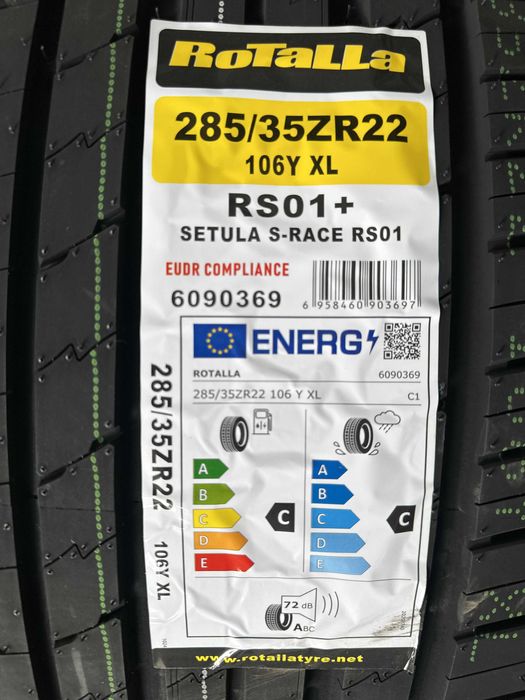 ROTALLA
285/35ZR22
106Y XL
RS01+
SETULA S-RACE RS01
EUDR COMPLIANCE
6090369
6 958460 903697
ENERG
ROTALLA 6090369
285/35ZR22 106 Y XL C1
A
B
C
D
E
C
A
B
C
D
E
C
72 dB
ABC
285/35ZR22 106Y XL
www.rotallatyre.net